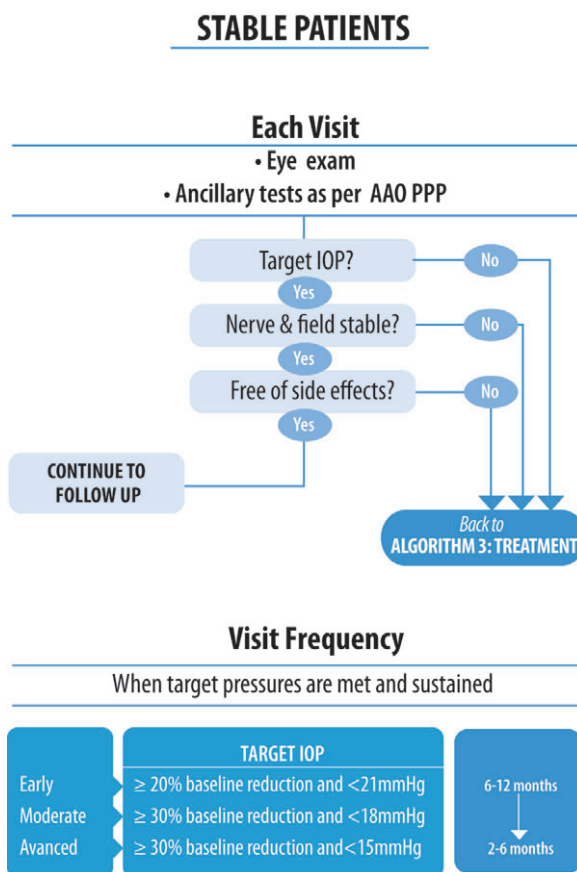 STABLE PATIENTS
Each Visit
• Eye exam
• Ancillary tests as per AAO PPP
Target IOP?
No
Yes
Nerve & field stable?
No
Yes
Free of side effects?
No
Yes
CONTINUE TO
FOLLOW UP
Back to
ALGORITHM 3: TREATMENT
Visit Frequency
When target pressures are met and sustained
TARGET IOP
Early
≥ 20% baseline reduction and <21mmHg
6-12 months
Moderate
≥ 30% baseline reduction and <18mmHg
Avanced
≥ 30% baseline reduction and<15mmHg
2-6 months